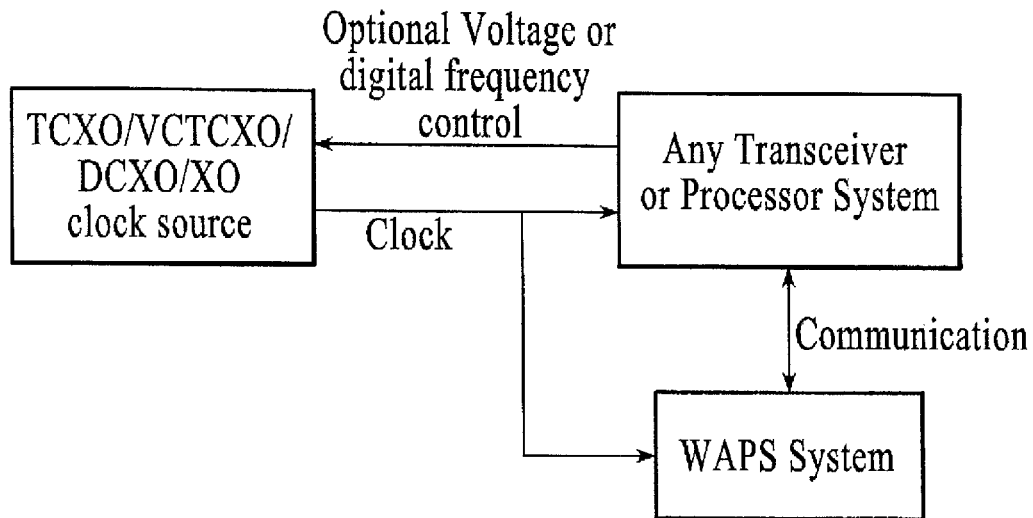 Optional Voltage or
digital frequency
control
TCXO/VCTCXO/
DCXO/XO
clock source
Any Transceiver
or Processor System
Clock
Communication
WAPS System